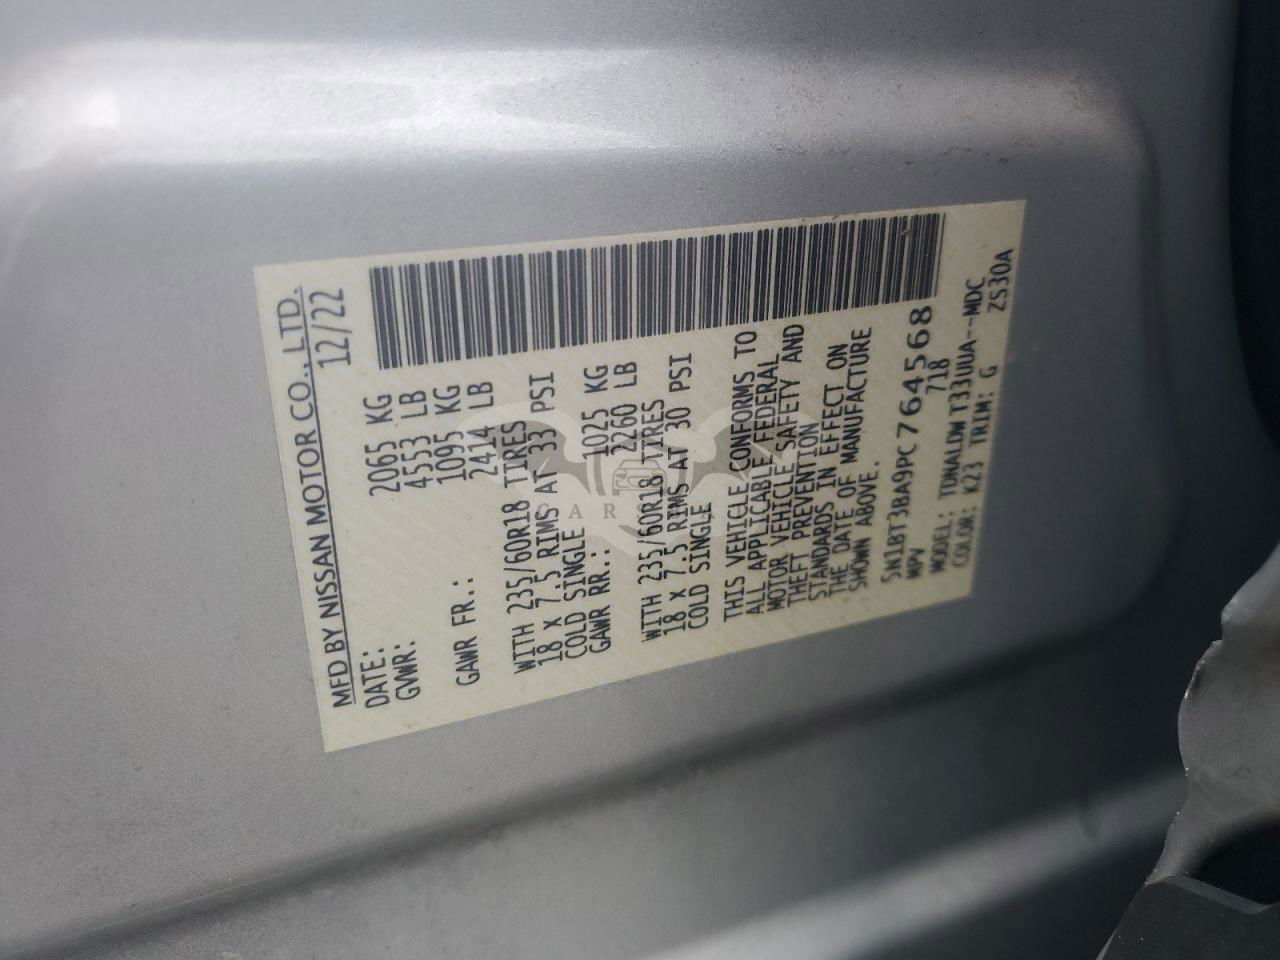 MFD BY NISSAN MOTOR CO., LTD.
DATE: 12/22
GVWR: 2065 KG
4553 LB
GAWR FR.: 1095 KG
2414 LB
WITH 235/60R18 TIRES
18 x 7.5 RIMS AT 33 PSI
COLD SINGLE
GAWR RR.: 1025 KG
2260 LB
WITH 235/60R18 TIRES
18 x 7.5 RIMS AT 30 PSI
COLD SINGLE
THIS VEHICLE CONFORMS TO
ALL APPLICABLE FEDERAL
MOTOR VEHICLE SAFETY AND
THEFT PREVENTION
STANDARDS IN EFFECT ON
THE DATE OF MANUFACTURE
SHOWN ABOVE.
5N1BT3BA9PC764568
MPV 718
MODEL: TDNALDWT33UUA--MDC
COLOR: K23 TRIM: G ZS30A